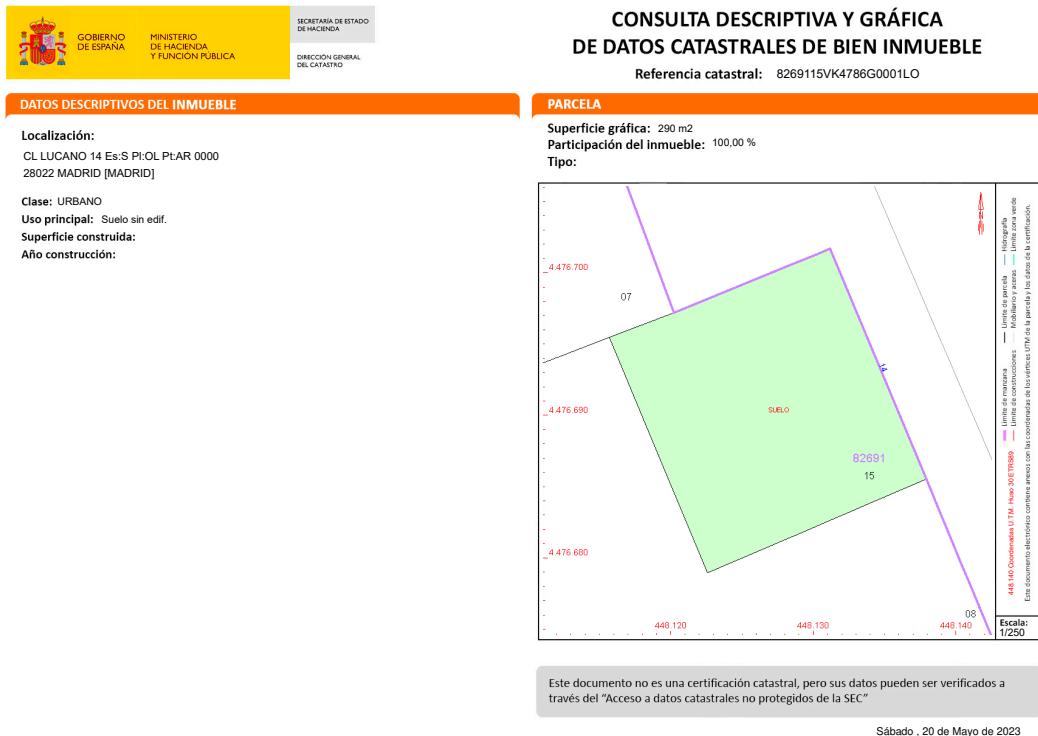 GOBIERNO
DE ESPAÑA
MINISTERIO
DE HACIENDA
Y FUNCIÓN PÚBLICA
SECRETARÍA DE ESTADO
DE HACIENDA
DIRECCIÓN GENERAL
DEL CATASTRO
CONSULTA DESCRIPTIVA Y GRÁFICA
DE DATOS CATASTRALES DE BIEN INMUEBLE
Referencia catastral: 8269115VK4786G0001LO
DATOS DESCRIPTIVOS DEL INMUEBLE
Localización:
CL LUCANO 14 Es:S Pl:OL Pt:AR 0000
28022 MADRID [MADRID]
Clase: URBANO
Uso principal: Suelo sin edif.
Superficie construida:
Año construcción:
PARCELA
Superficie gráfica: 290 m2
Participación del inmueble: 100,00 %
Tipo:
4.476.700
07
14
4.476.690
SUELO
82691
15
4.476.680
08
448.120
448.130
448.140
448.140 Coordenadas U.T.M. Huso 30 ETRS89
Límite de manzana
Límite de parcela
Hidrografía
Límite de construcciones
Mobiliario y aceras
Límite zona verde
Este documento electrónico contiene anexos con las coordenadas de los vértices UTM de la parcela y los datos de la certificación.
Escala:
1/250
Este documento no es una certificación catastral, pero sus datos pueden ser verificados a
través del "Acceso a datos catastrales no protegidos de la SEC"
Sábado , 20 de Mayo de 2023